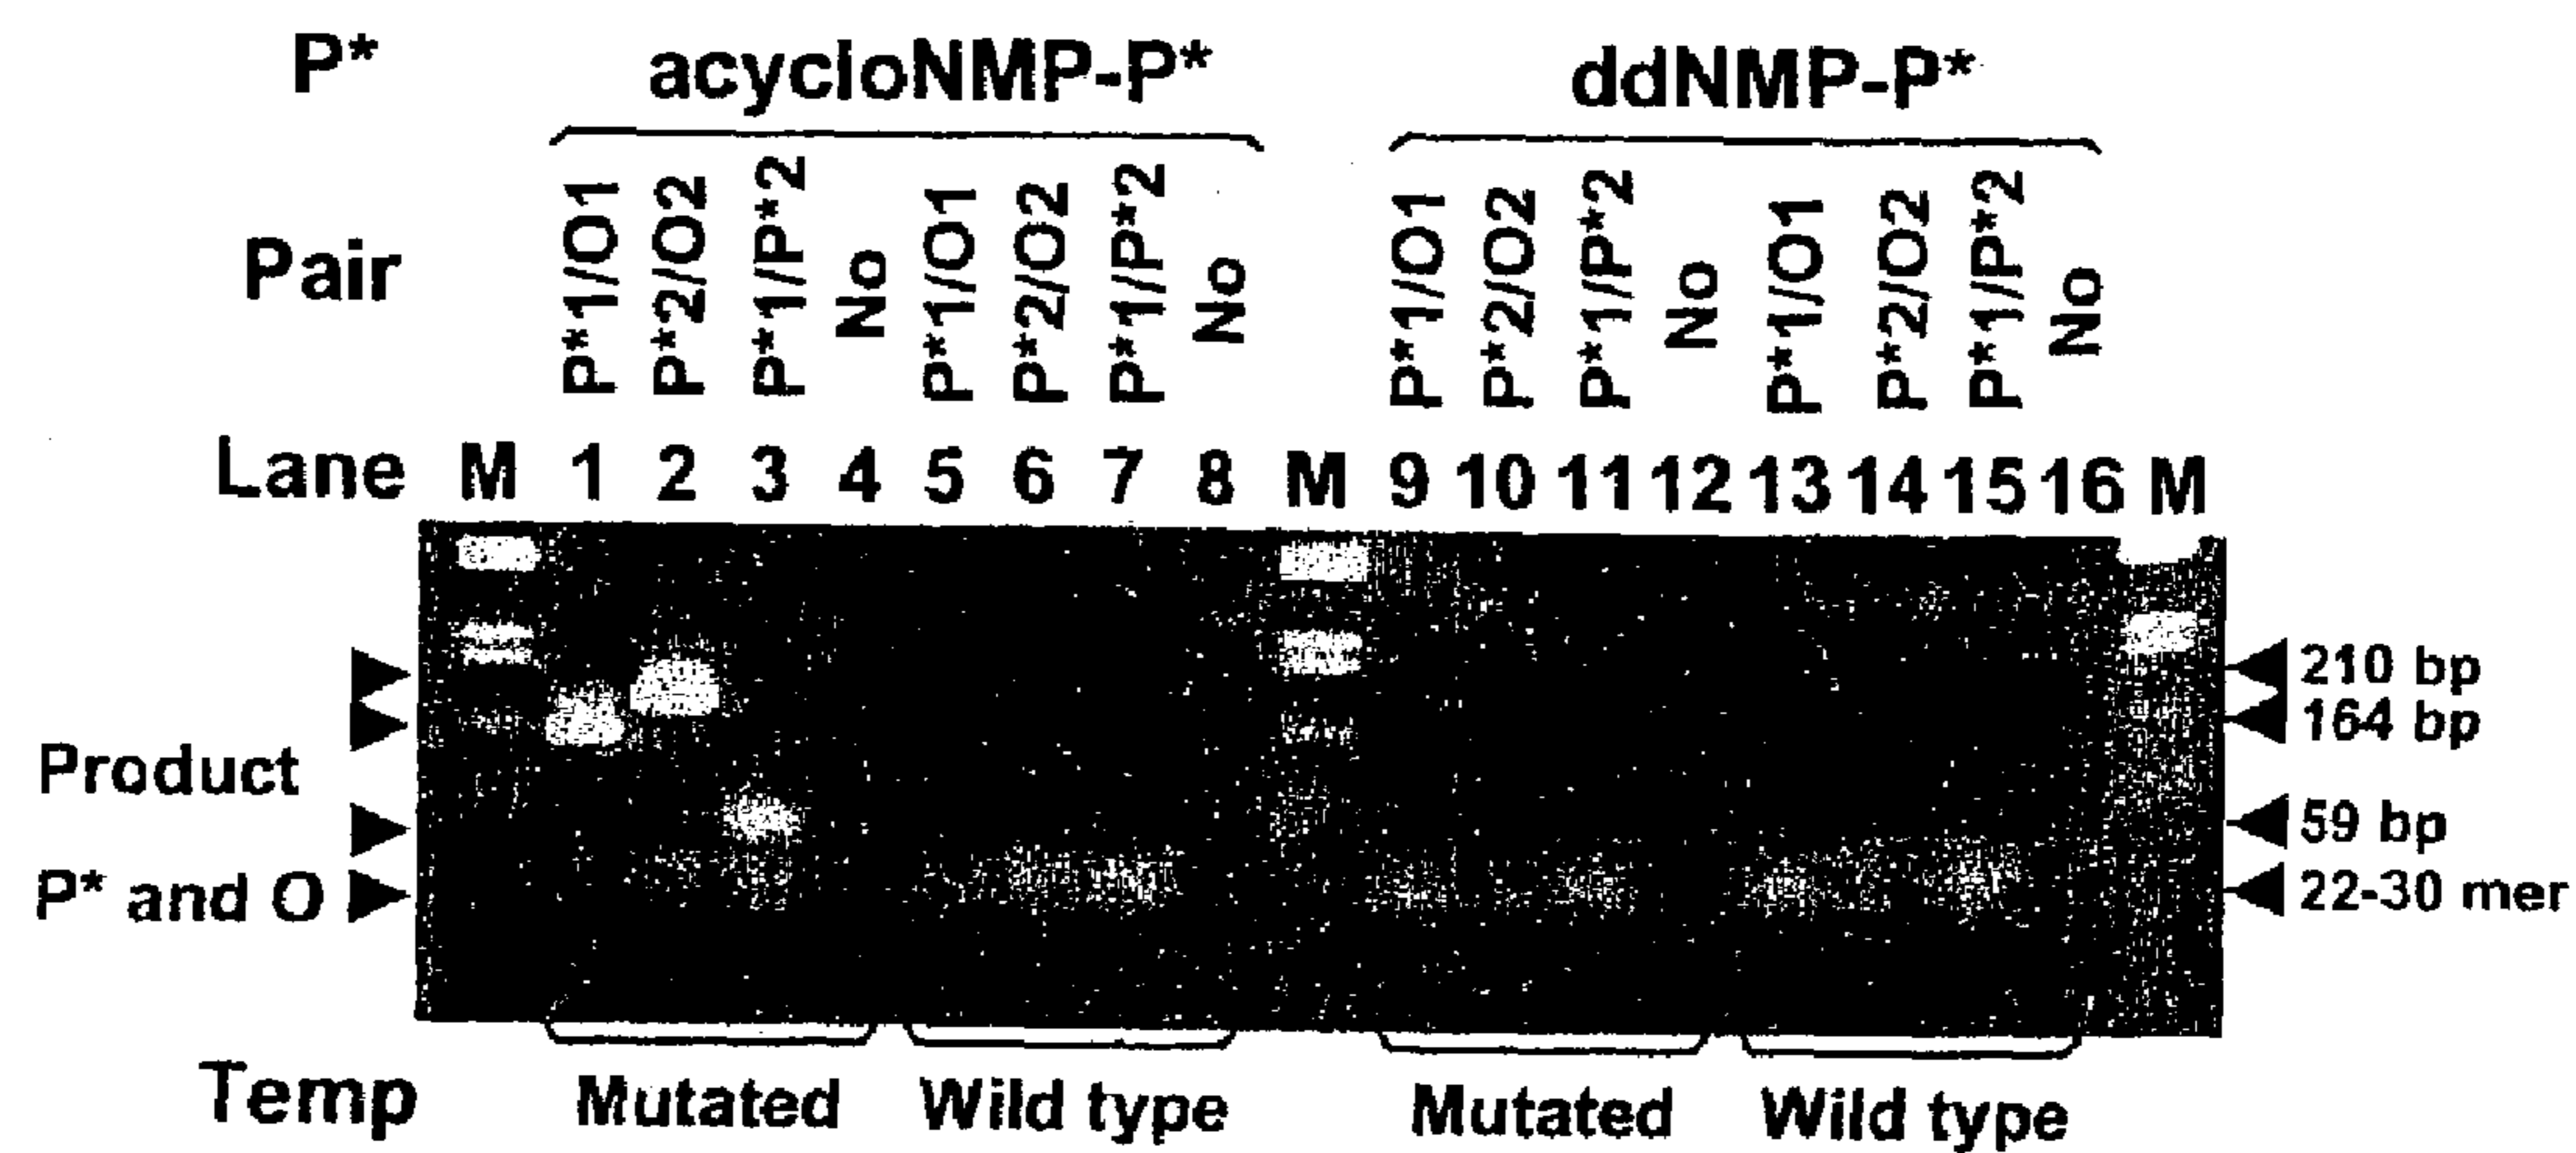 P* acycloNMP-P* ddNMP-P*
Pair P*1/O1 P*2/O2 P*1/P*2 No P*1/O1 P*2/O2 P*1/P*2 No P*1/O1 P*2/O2 P*1/P*2 No P*1/O1 P*2/O2 P*1/P*2 No
Lane M 1 2 3 4 5 6 7 8 M 9 10 11 12 13 14 15 16 M
210 bp
164 bp
Product
59 bp
P* and O 22-30 mer
Temp Mutated Wild type Mutated Wild type